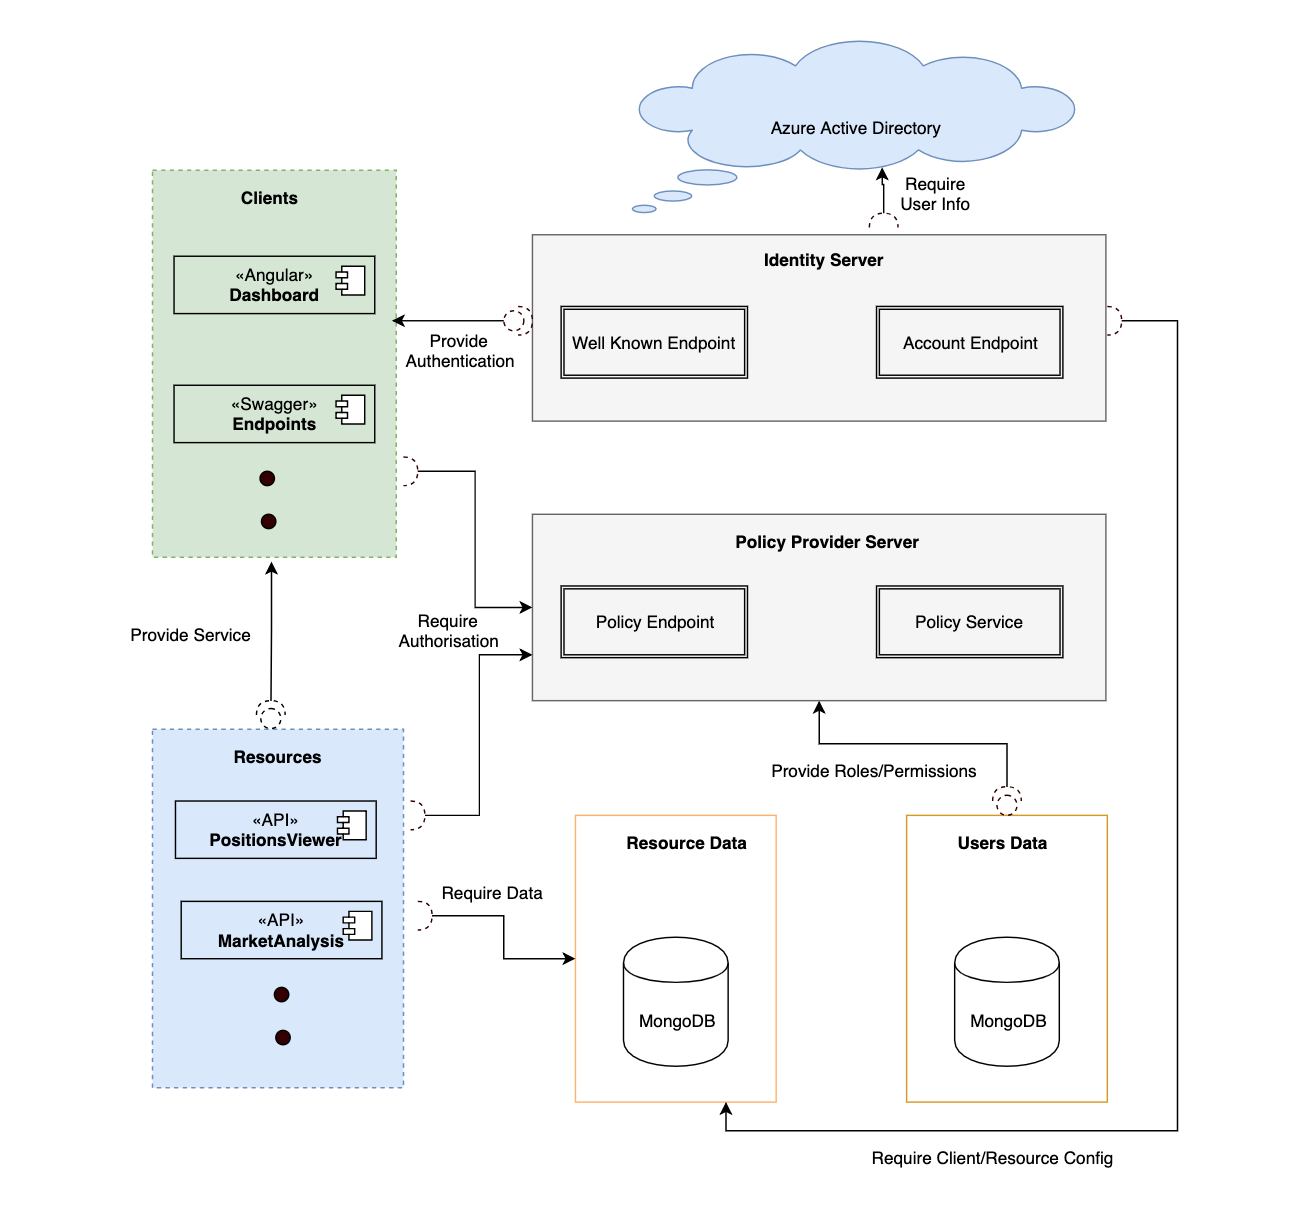 Azure Active Directory
Require
User Info
Clients
«Angular»
Dashboard
«Swagger»
Endpoints
Identity Server
Well Known Endpoint
Account Endpoint
Provide
Authentication
Policy Provider Server
Policy Endpoint
Policy Service
Require
Authorisation
Provide Service
Resources
«API»
PositionsViewer
«API»
MarketAnalysis
Provide Roles/Permissions
Require Data
Resource Data
MongoDB
Users Data
MongoDB
Require Client/Resource Config